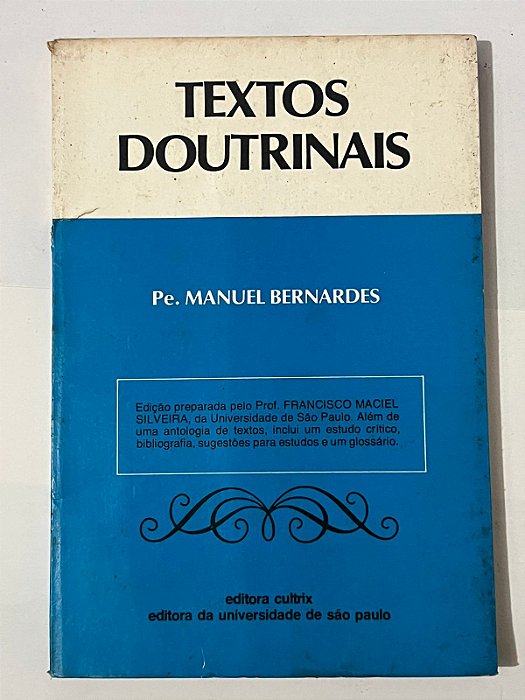 TEXTOS
DOUTRINAIS
Pe. MANUEL BERNARDES
Edição preparada pelo Prof. FRANCISCO MACIEL
SILVEIRA, da Universidade de São Paulo. Além de
uma antologia de textos, inclui um estudo crítico,
bibliografia, sugestões para estudos e um glossário.
editora cultrix
editora da universidade de são paulo